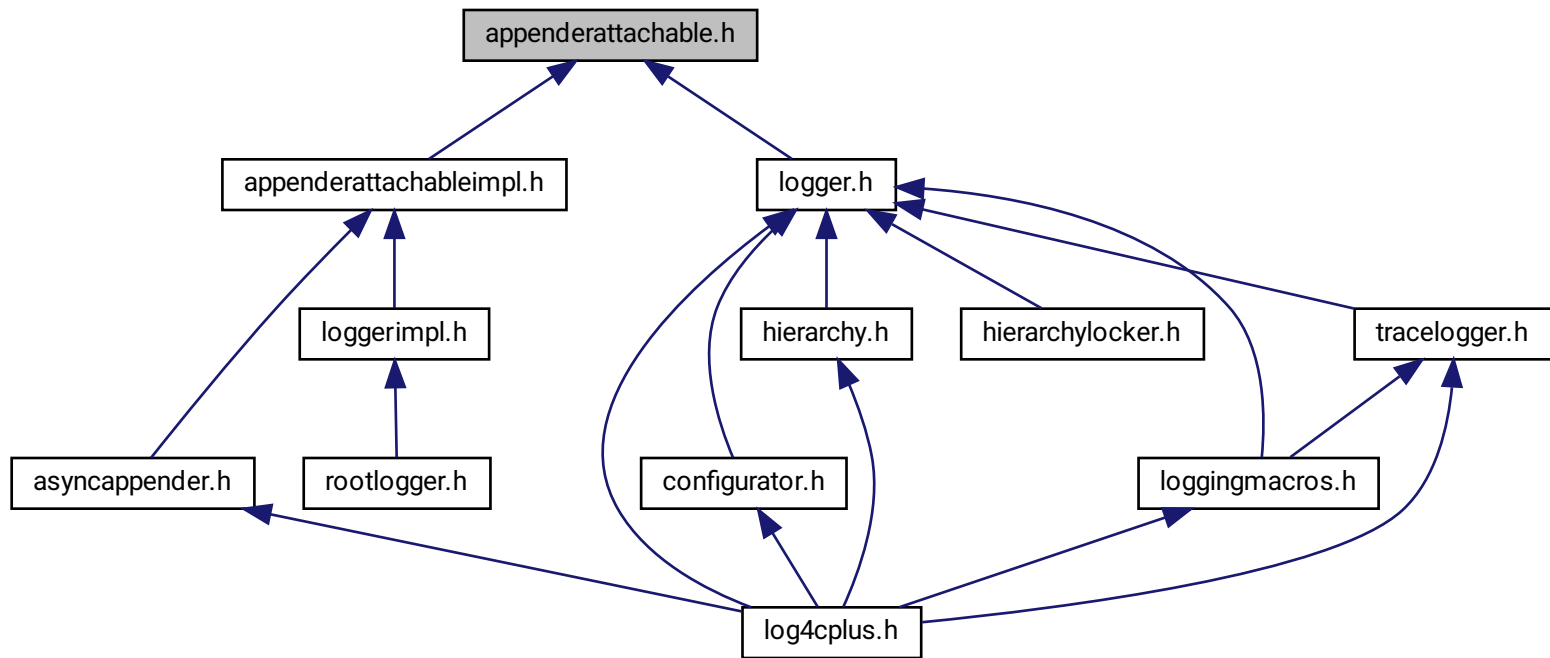 appenderattachable.h
appenderattachableimpl.h
logger.h
loggerimpl.h
hierarchy.h
hierarchylocker.h
tracelogger.h
asyncappender.h
rootlogger.h
configurator.h
loggingmacros.h
log4cplus.h